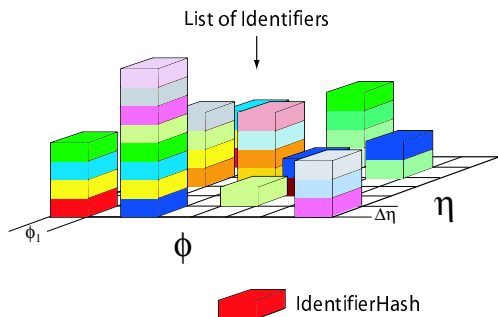 List of Identifiers
Δη
η
ϕ₁
ϕ
IdentifierHash